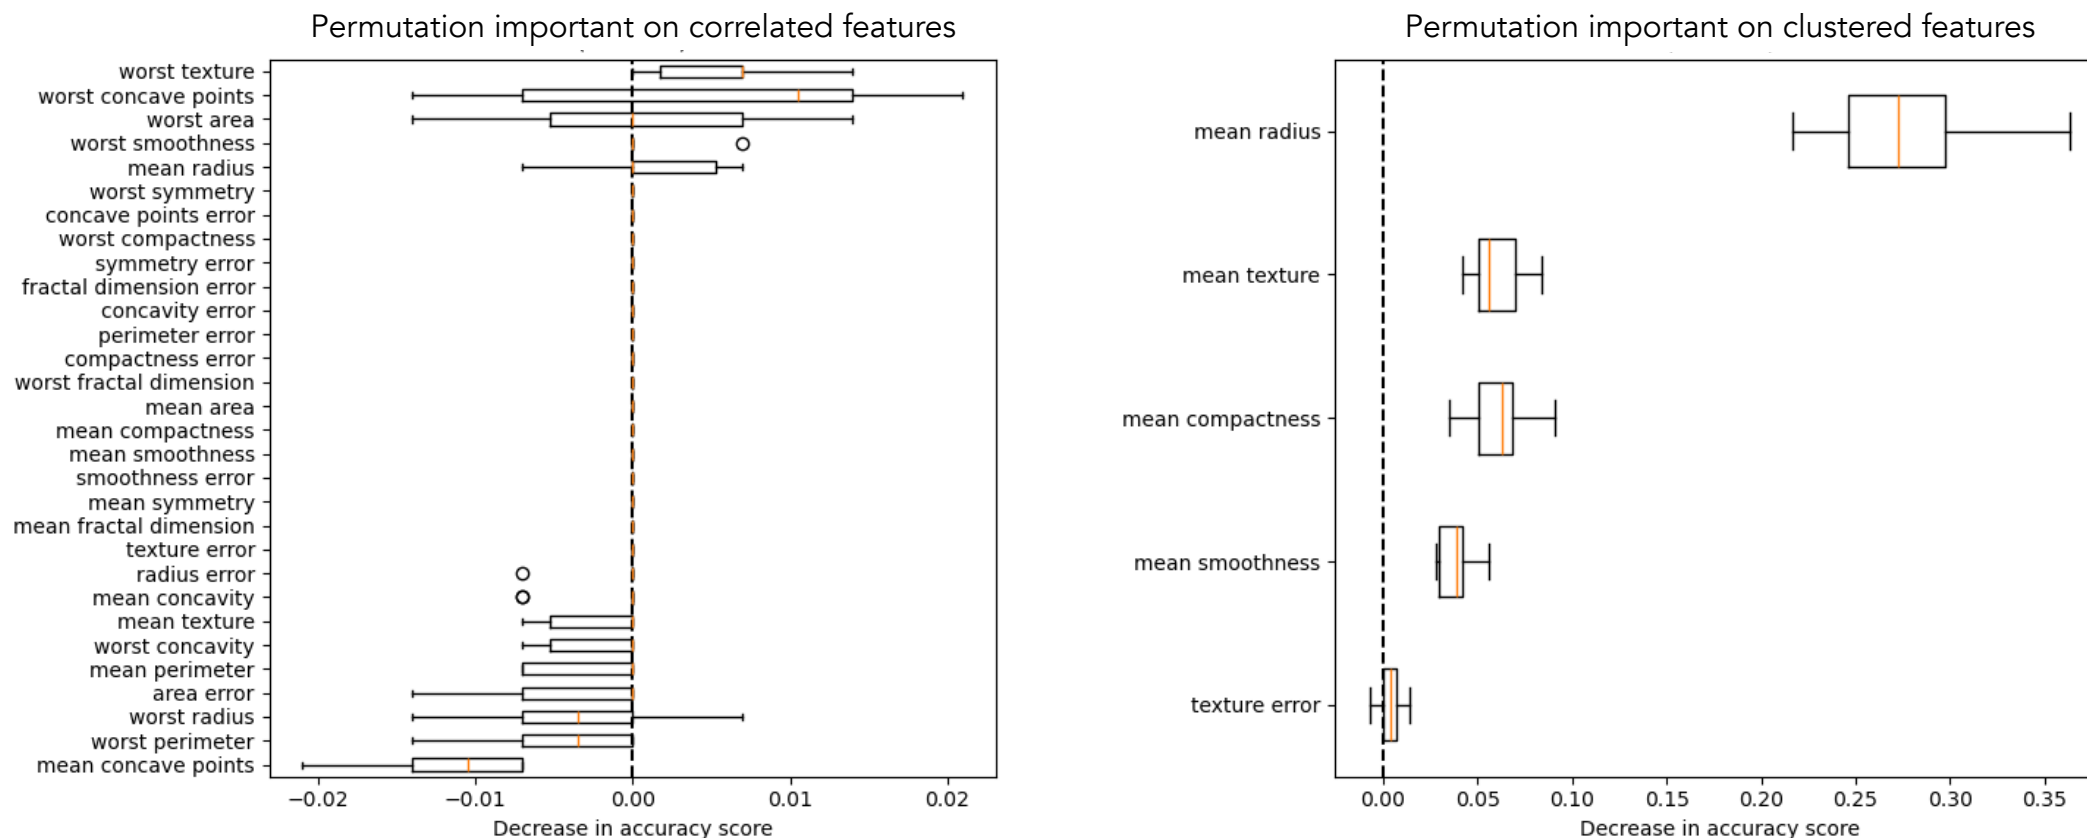 Permutation important on correlated features
worst texture
worst concave points
worst area
worst smoothness
mean radius
worst symmetry
concave points error
worst compactness
symmetry error
fractal dimension error
concavity error
perimeter error
compactness error
worst fractal dimension
mean area
mean compactness
mean smoothness
smoothness error
mean symmetry
mean fractal dimension
texture error
radius error
mean concavity
mean texture
worst concavity
mean perimeter
area error
worst radius
worst perimeter
mean concave points
−0.02 −0.01 0.00 0.01 0.02
Decrease in accuracy score
Permutation important on clustered features
mean radius
mean texture
mean compactness
mean smoothness
texture error
0.00 0.05 0.10 0.15 0.20 0.25 0.30 0.35
Decrease in accuracy score